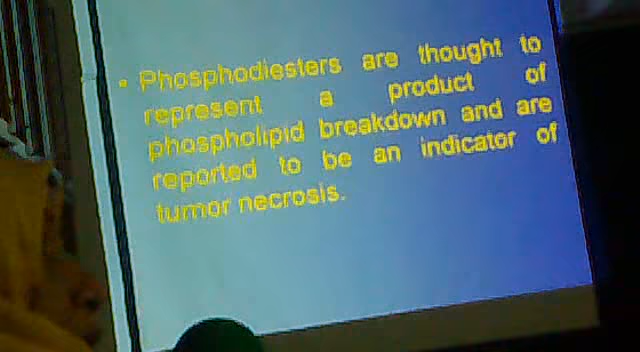 • Phosphodiesters are thought to
represent a product of
phospholipid breakdown and are
reported to be an indicator of
tumor necrosis.